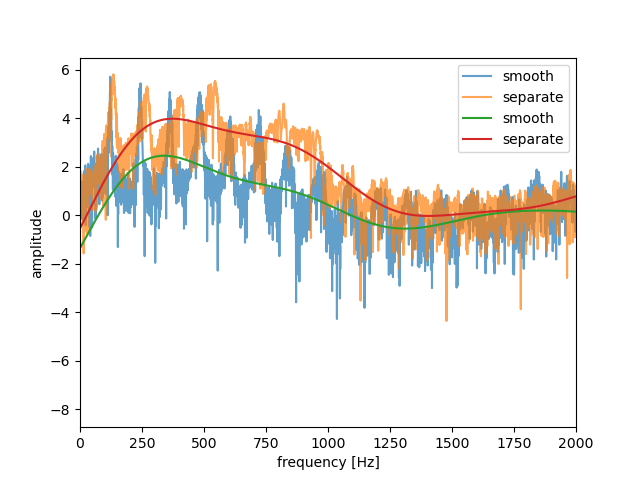 6
4
2
0
−2
−4
−6
−8
amplitude
smooth
separate
smooth
separate
0 250 500 750 1000 1250 1500 1750 2000
frequency [Hz]